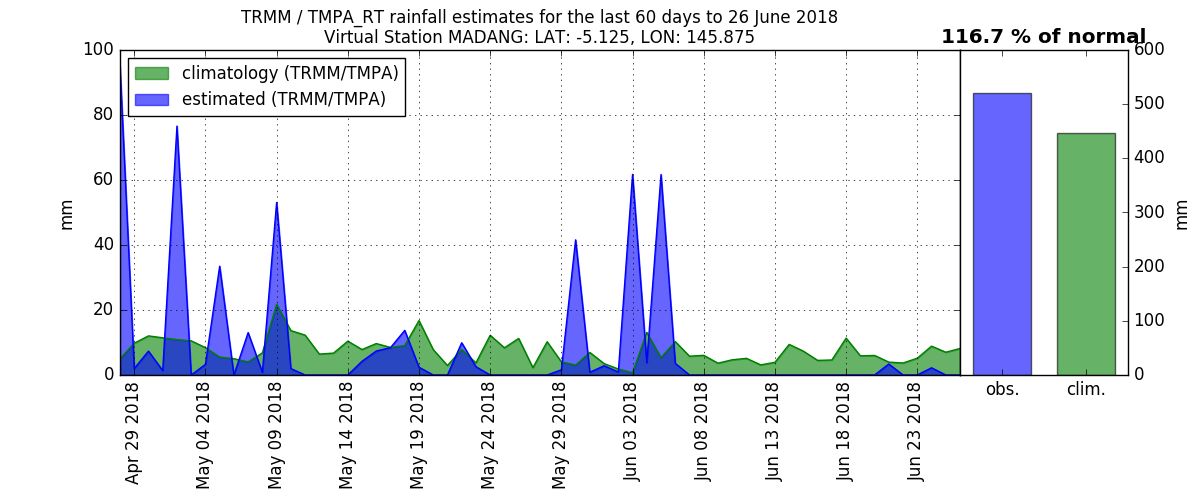 TRMM / TMPA_RT rainfall estimates for the last 60 days to 26 June 2018
Virtual Station MADANG: LAT: -5.125, LON: 145.875
116.7 % of normal
climatology (TRMM/TMPA)
estimated (TRMM/TMPA)
100
80
60
40
20
0
mm
600
500
400
300
200
100
0
mm
Apr 29 2018
May 04 2018
May 09 2018
May 14 2018
May 19 2018
May 24 2018
May 29 2018
Jun 03 2018
Jun 08 2018
Jun 13 2018
Jun 18 2018
Jun 23 2018
obs.
clim.